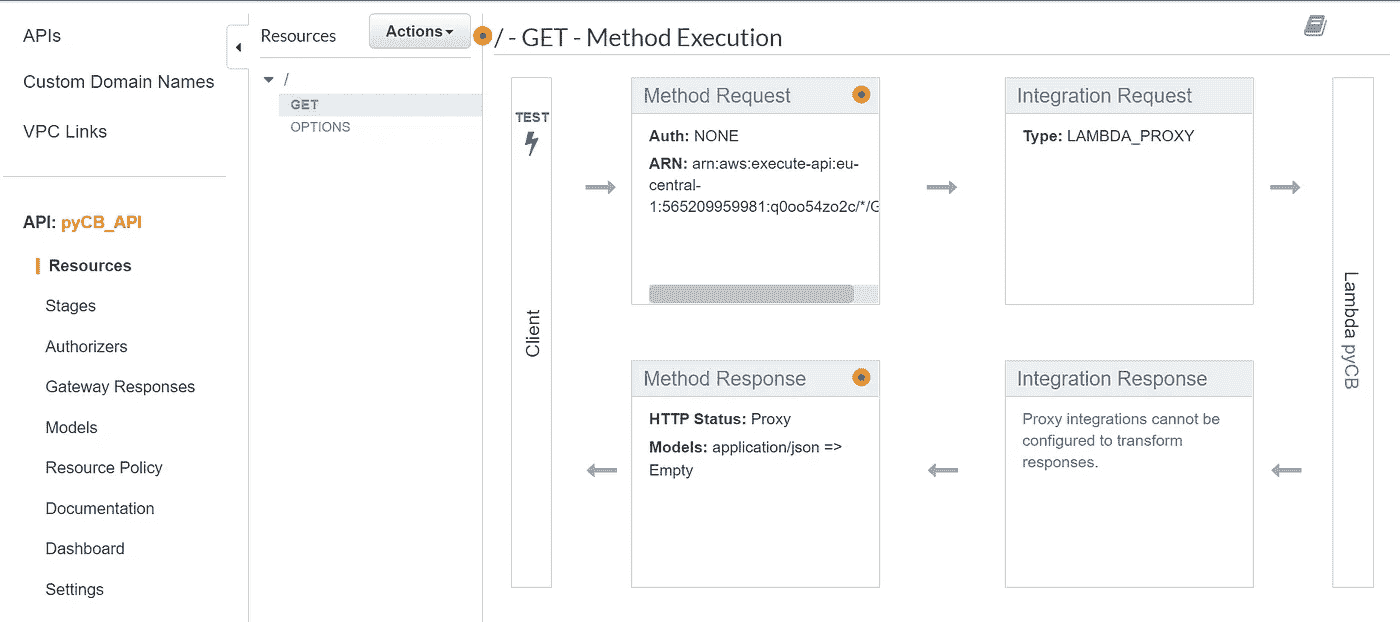 APIs
Custom Domain Names
VPC Links
API: pyCB_API
Resources
Stages
Authorizers
Gateway Responses
Models
Resource Policy
Documentation
Dashboard
Settings
Resources
Actions
/
GET
OPTIONS
/ - GET - Method Execution
TEST
Client
Method Request
Auth: NONE
ARN: arn:aws:execute-api:eu-
central-
1:565209959981:q0oo54zo2c/*/G
Integration Request
Type: LAMBDA_PROXY
Lambda pyCB
Method Response
HTTP Status: Proxy
Models: application/json =>
Empty
Integration Response
Proxy integrations cannot be
configured to transform
responses.